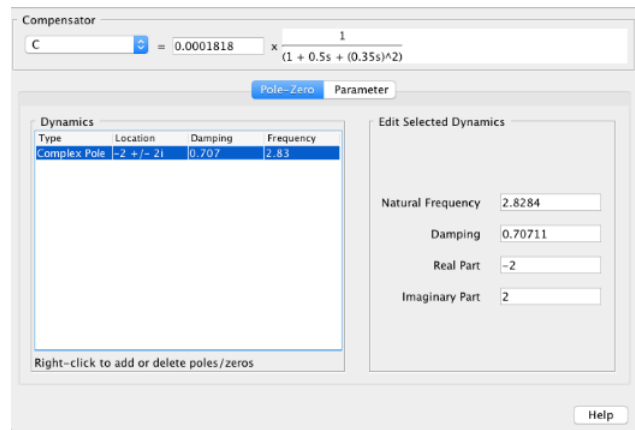 Compensator
C = 0.0001818 x 1
(1 + 0.5s + (0.35s)^2)
Pole-Zero Parameter
Dynamics
Type Location Damping Frequency
Complex Pole -2 +/- 2i 0.707 2.83
Right-click to add or delete poles/zeros
Edit Selected Dynamics
Natural Frequency 2.8284
Damping 0.70711
Real Part -2
Imaginary Part 2
Help